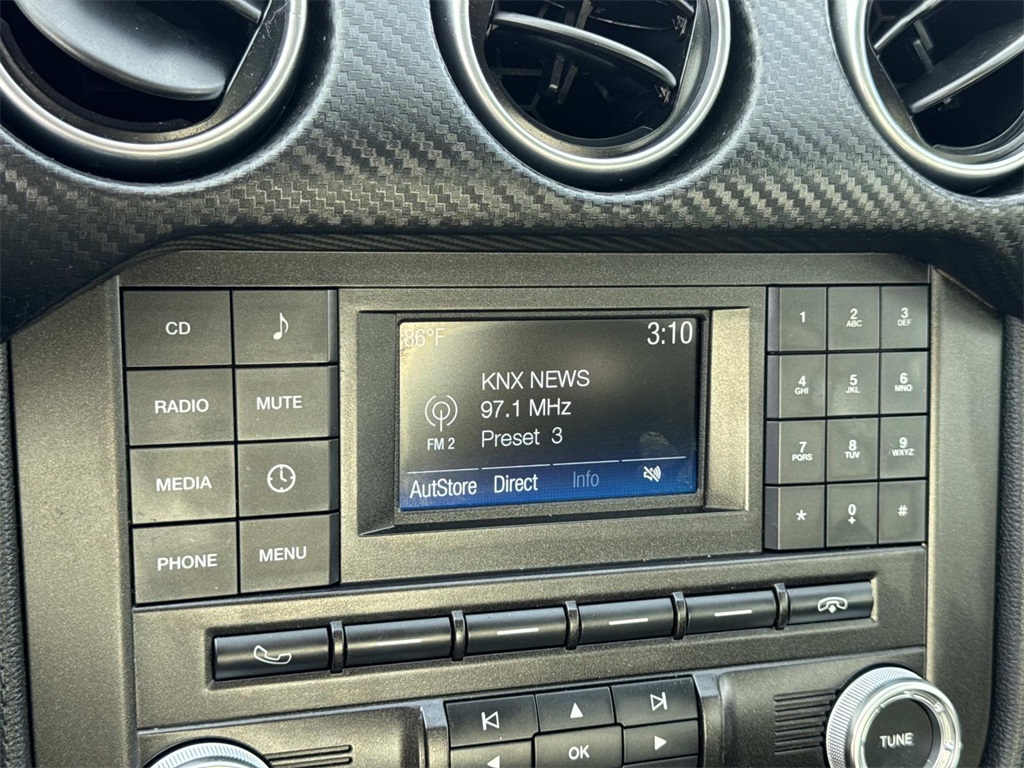 CD
RADIO
MUTE
MEDIA
PHONE
MENU
86°F
3:10
KNX NEWS
97.1 MHz
FM 2
Preset 3
AutStore Direct Info
1
2
ABC
3
DEF
4
GHI
5
JKL
6
MNO
7
PQRS
8
TUV
9
WXYZ
*
0
+
#
OK
TUNE